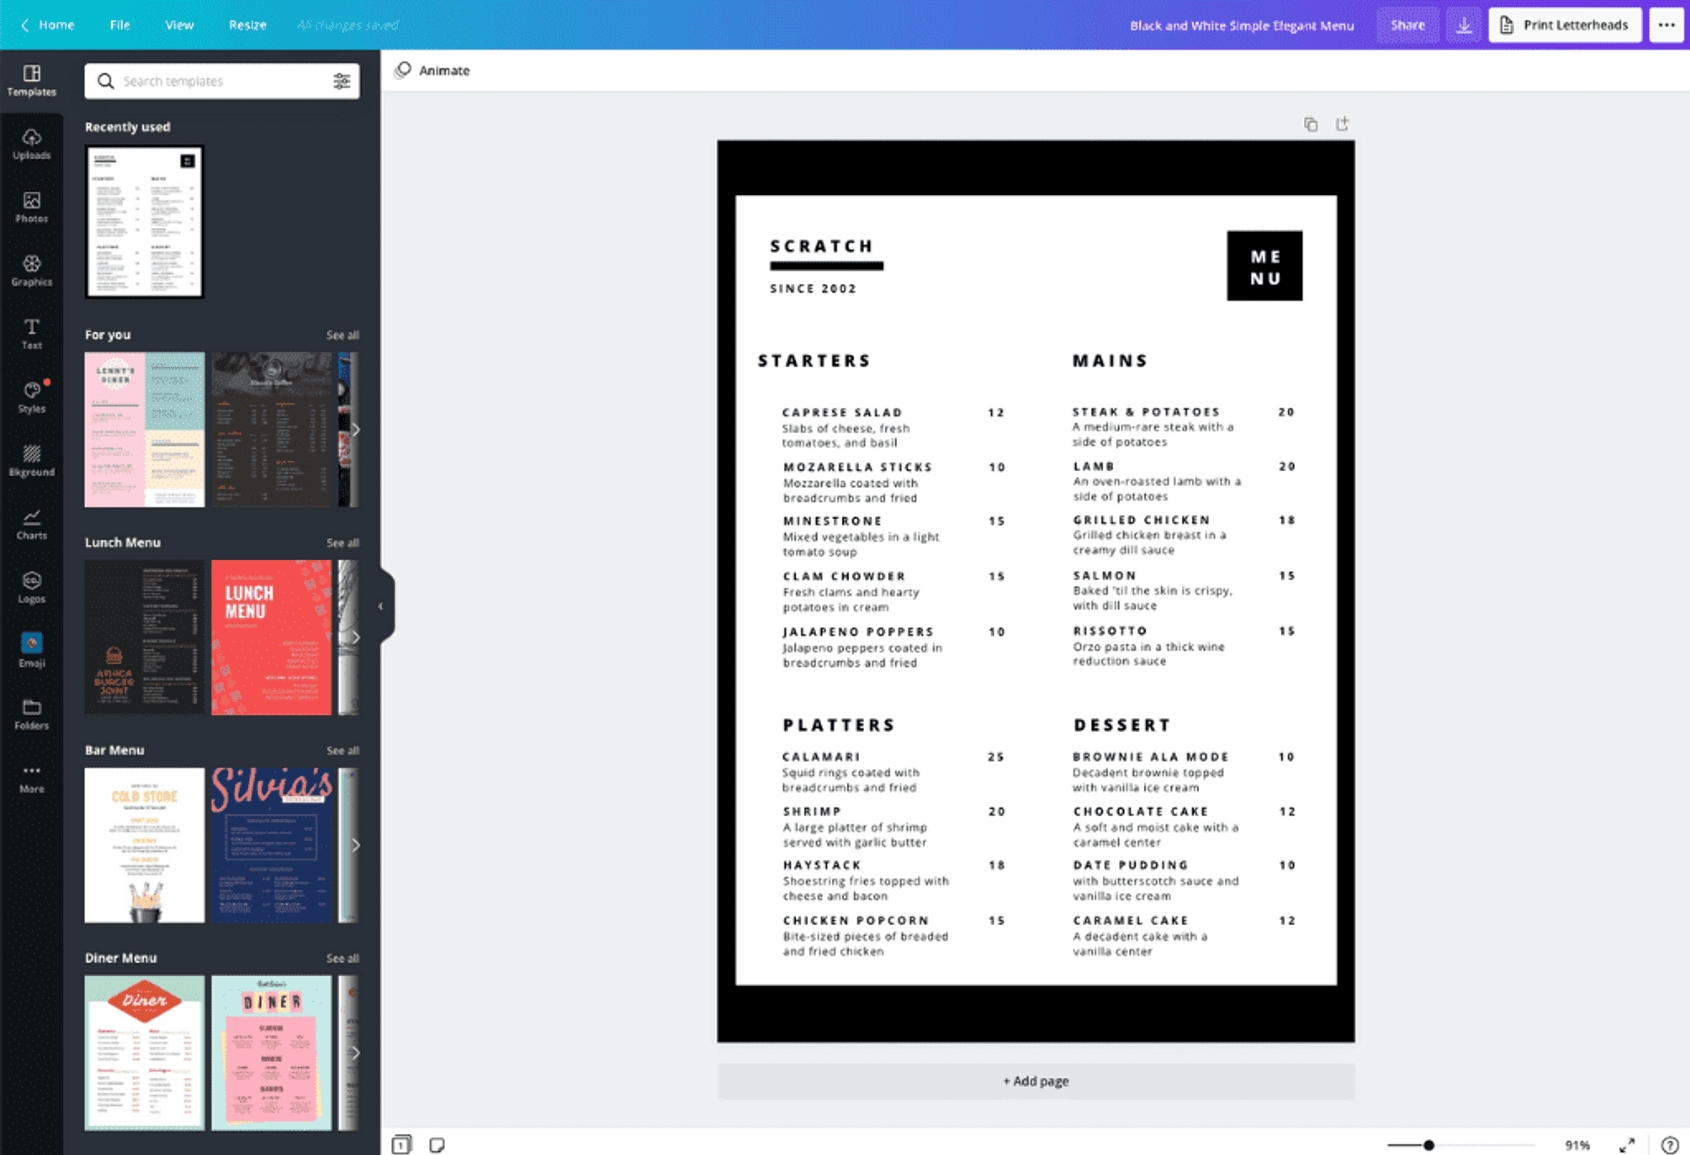 Home File View Resize All changes saved
Black and White Simple Elegant Menu Share Print Letterheads
Templates
Uploads
Photos
Graphics
Text
Styles
Bkground
Charts
CO.
Logos
Emoji
Folders
More
Search templates
Recently used
For you See all
LENNY'S
DINER
Lunch Menu See all
LUNCH
MENU
Bar Menu See all
COLD STORE
Silvia's
Diner Menu See all
Diner
DINER
Animate
SCRATCH
SINCE 2002
ME
NU
STARTERS
CAPRESE SALAD 12
Slabs of cheese, fresh
tomatoes, and basil
MOZARELLA STICKS 10
Mozzarella coated with
breadcrumbs and fried
MINESTRONE 15
Mixed vegetables in a light
tomato soup
CLAM CHOWDER 15
Fresh clams and hearty
potatoes in cream
JALAPENO POPPERS 10
Jalapeno peppers coated in
breadcrumbs and fried
MAINS
STEAK & POTATOES 20
A medium-rare steak with a
side of potatoes
LAMB 20
An oven-roasted lamb with a
side of potatoes
GRILLED CHICKEN 18
Grilled chicken breast in a
creamy dill sauce
SALMON 15
Baked 'til the skin is crispy,
with dill sauce
RISSOTTO 15
Orzo pasta in a thick wine
reduction sauce
PLATTERS
CALAMARI 25
Squid rings coated with
breadcrumbs and fried
SHRIMP 20
A large platter of shrimp
served with garlic butter
HAYSTACK 18
Shoestring fries topped with
cheese and bacon
CHICKEN POPCORN 15
Bite-sized pieces of breaded
and fried chicken
DESSERT
BROWNIE ALA MODE 10
Decadent brownie topped
with vanilla ice cream
CHOCOLATE CAKE 12
A soft and moist cake with a
caramel center
DATE PUDDING 10
with butterscotch sauce and
vanilla ice cream
CARAMEL CAKE 12
A decadent cake with a
vanilla center
+ Add page
1
91%
?